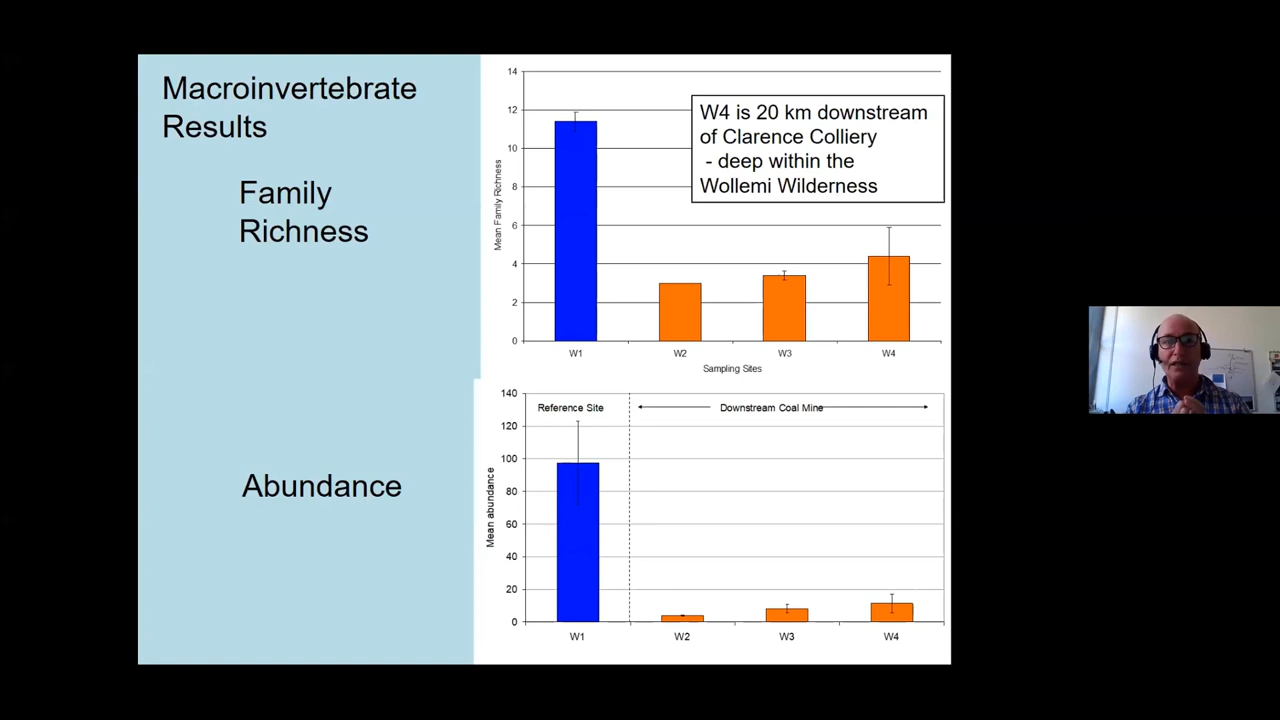 Macroinvertebrate
Results
Family
Richness
Abundance
14
12
10
8
6
4
2
0
Mean Family Richness
W4 is 20 km downstream
of Clarence Colliery
- deep within the
Wollemi Wilderness
W1 W2 W3 W4
Sampling Sites
140
120
100
80
60
40
20
0
Mean abundance
Reference Site
Downstream Coal Mine
W1 W2 W3 W4